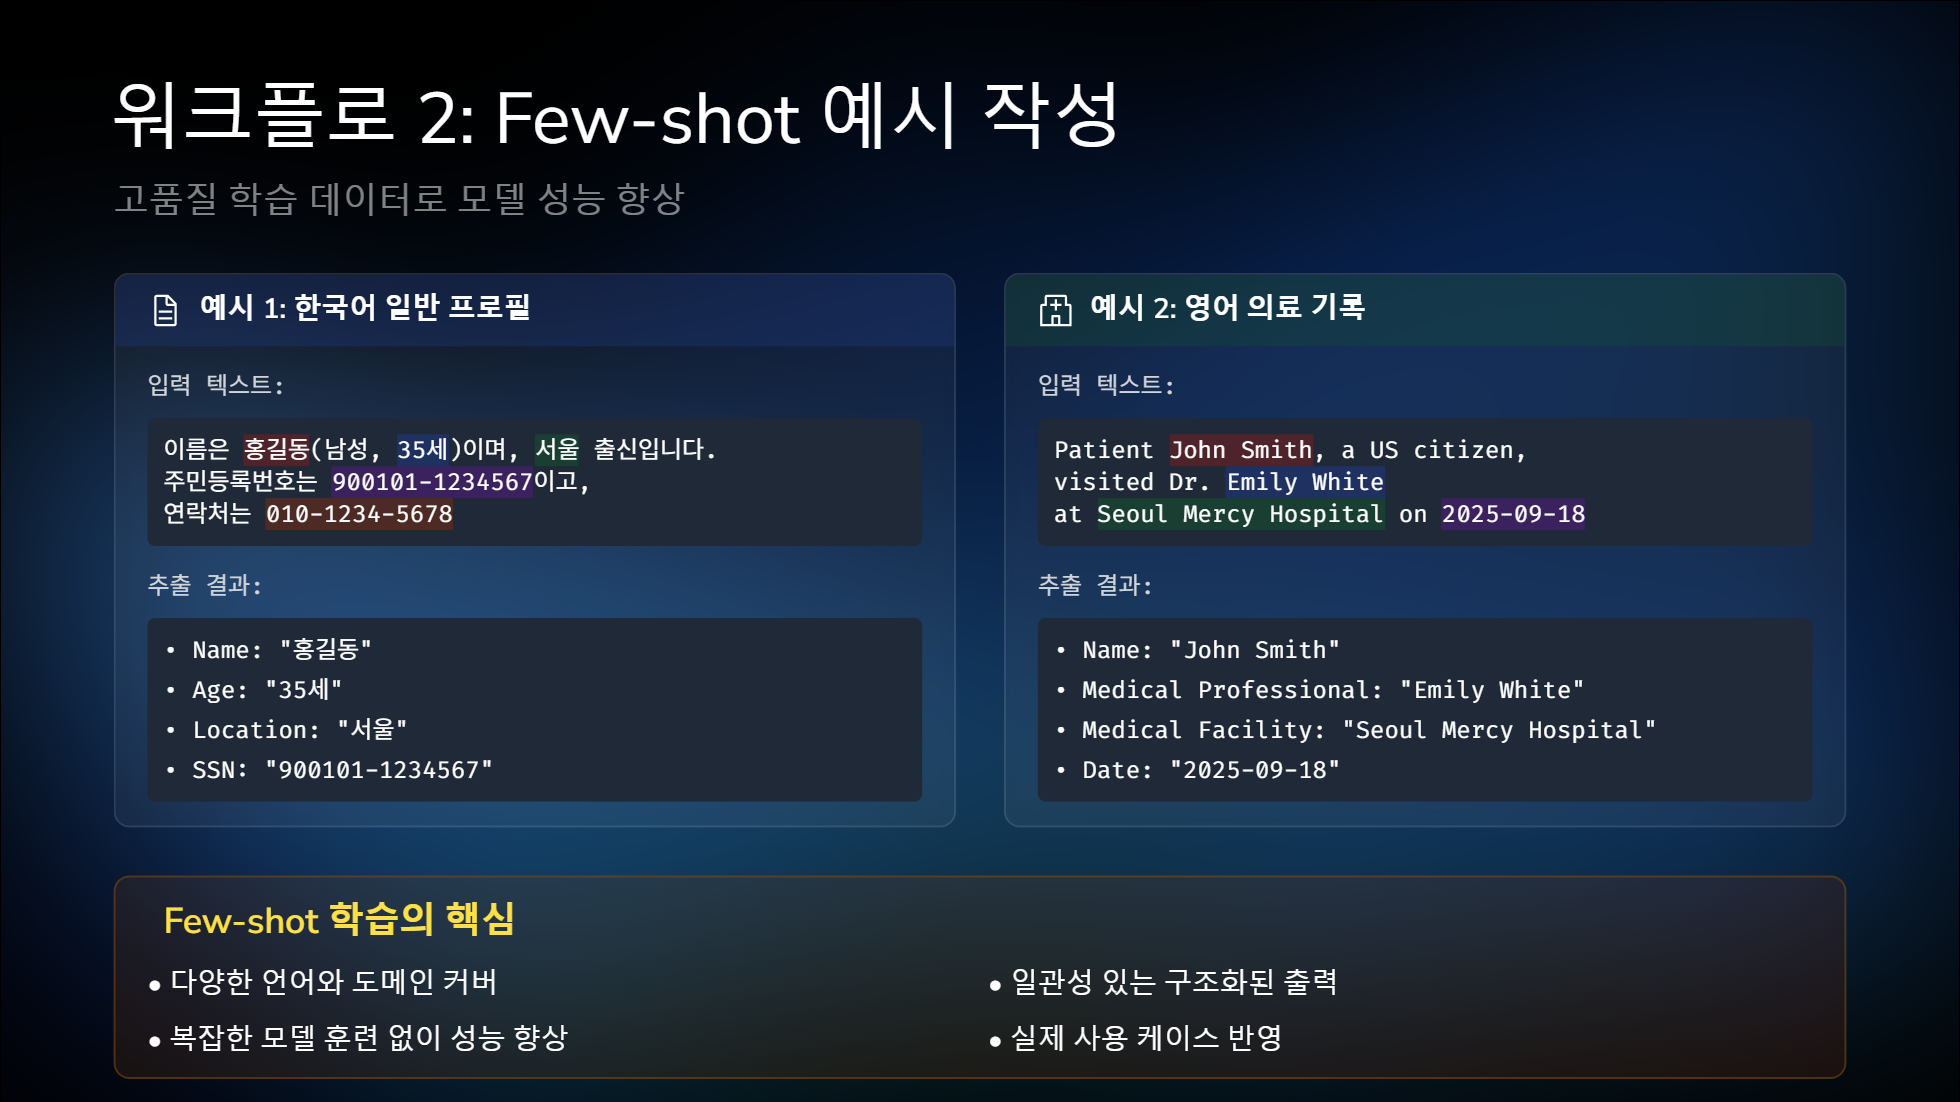 워크플로 2: Few-shot 예시 작성
고품질 학습 데이터로 모델 성능 향상
예시 1: 한국어 일반 프로필
입력 텍스트:
이름은 홍길동(남성, 35세)이며, 서울 출신입니다.
주민등록번호는 900101-1234567이고,
연락처는 010-1234-5678
추출 결과:
• Name: "홍길동"
• Age: "35세"
• Location: "서울"
• SSN: "900101-1234567"
예시 2: 영어 의료 기록
입력 텍스트:
Patient John Smith, a US citizen,
visited Dr. Emily White
at Seoul Mercy Hospital on 2025-09-18
추출 결과:
• Name: "John Smith"
• Medical Professional: "Emily White"
• Medical Facility: "Seoul Mercy Hospital"
• Date: "2025-09-18"
Few-shot 학습의 핵심
• 다양한 언어와 도메인 커버
• 복잡한 모델 훈련 없이 성능 향상
• 일관성 있는 구조화된 출력
• 실제 사용 케이스 반영